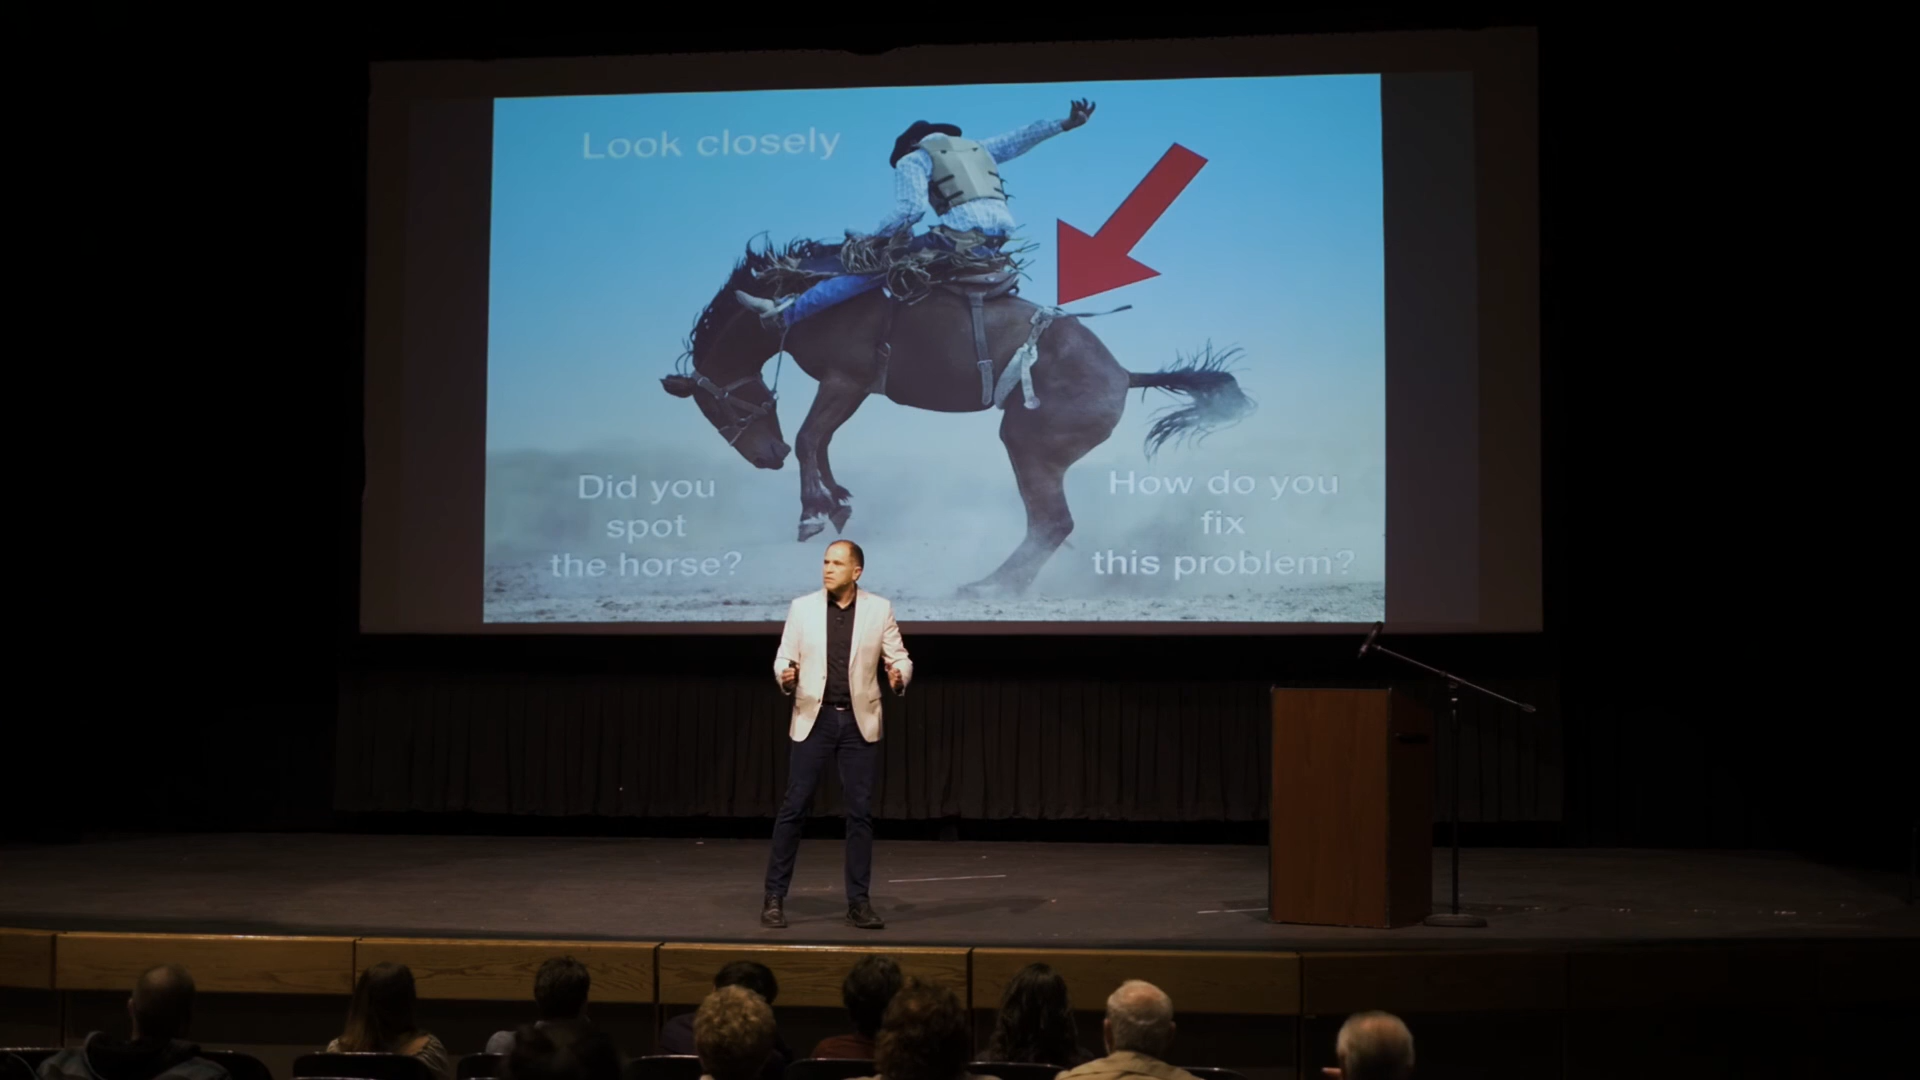 Look closely
Did you
spot
the horse?
How do you
fix
this problem?